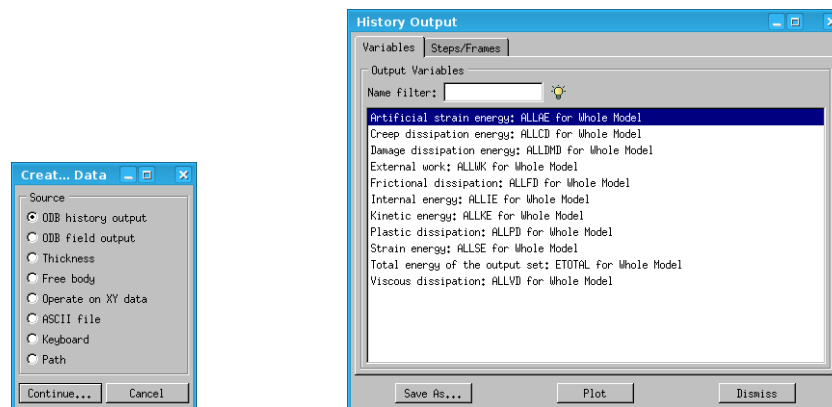 Creat... Data
Source
ODB history output
ODB field output
Thickness
Free body
Operate on XY data
ASCII file
Keyboard
Path
Continue...
Cancel
History Output
Variables
Steps/Frames
Output Variables
Name filter:
Artificial strain energy: ALLAE for Whole Model
Creep dissipation energy: ALLCD for Whole Model
Damage dissipation energy: ALLDMD for Whole Model
External work: ALLWK for Whole Model
Frictional dissipation: ALLFD for Whole Model
Internal energy: ALLIE for Whole Model
Kinetic energy: ALLKE for Whole Model
Plastic dissipation: ALLPD for Whole Model
Strain energy: ALLSE for Whole Model
Total energy of the output set: ETOTAL for Whole Model
Viscous dissipation: ALLVD for Whole Model
Save As...
Plot
Dismiss